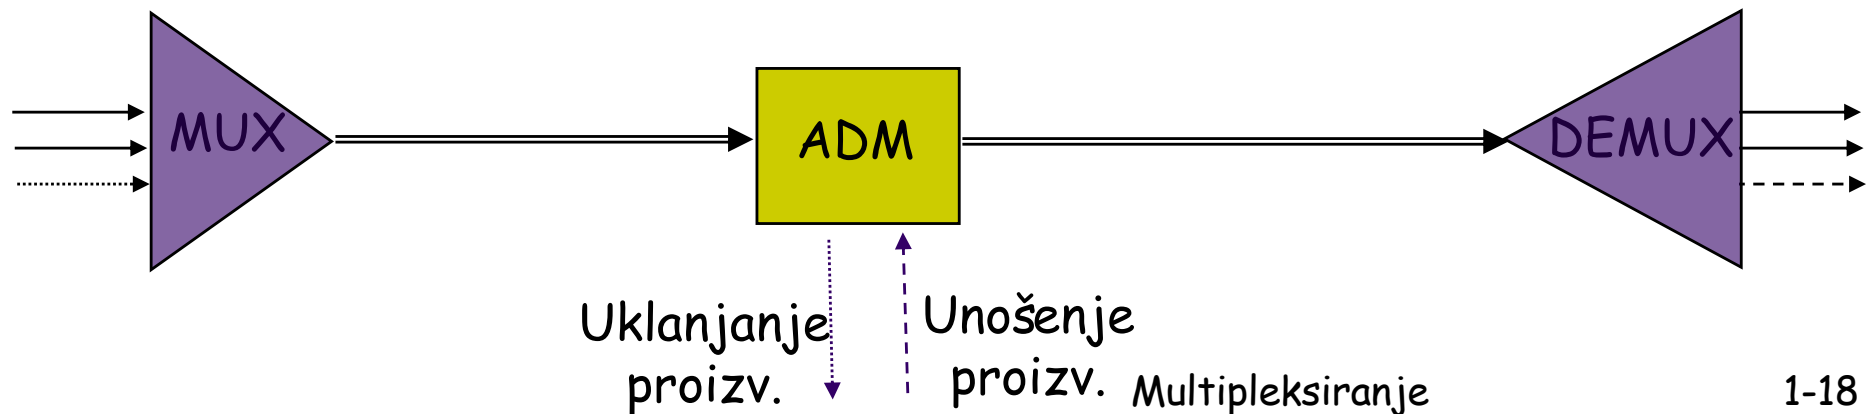 MUX
ADM
DEMUX
Uklanjanje
proizv.
Unošenje
proizv.
Multipleksiranje
1-18